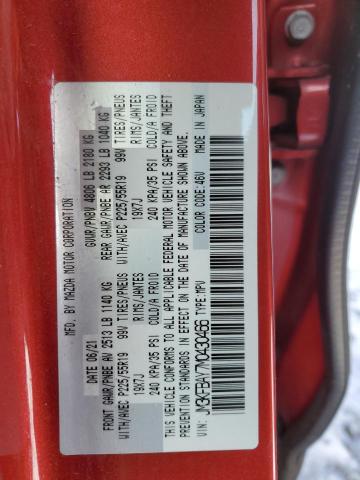 MFD. BY MAZDA MOTOR CORPORATION
DATE 06/21 GVWR/PNBV 4806 LB 2180 KG
FRONT GAWR/PNBE AV 2513 LB 1140 KG REAR GAWR/PNBE AR 2293 LB 1040 KG
WITH/AVEC P225/55R19 99V TIRES/PNEUS WITH/AVEC P225/55R19 99V TIRES/PNEUS
19X7J RIMS/JANTES 19X7J RIMS/JANTES
240 KPA/35 PSI COLD/A FROID 240 KPA/35 PSI COLD/A FROID
THIS VEHICLE CONFORMS TO ALL APPLICABLE FEDERAL MOTOR VEHICLE SAFETY AND THEFT
PREVENTION STANDARDS IN EFFECT ON THE DATE OF MANUFACTURE SHOWN ABOVE.
VIN: JM3KFBAY7N0430456 TYPE: MPV COLOR CODE: 46V MADE IN JAPAN